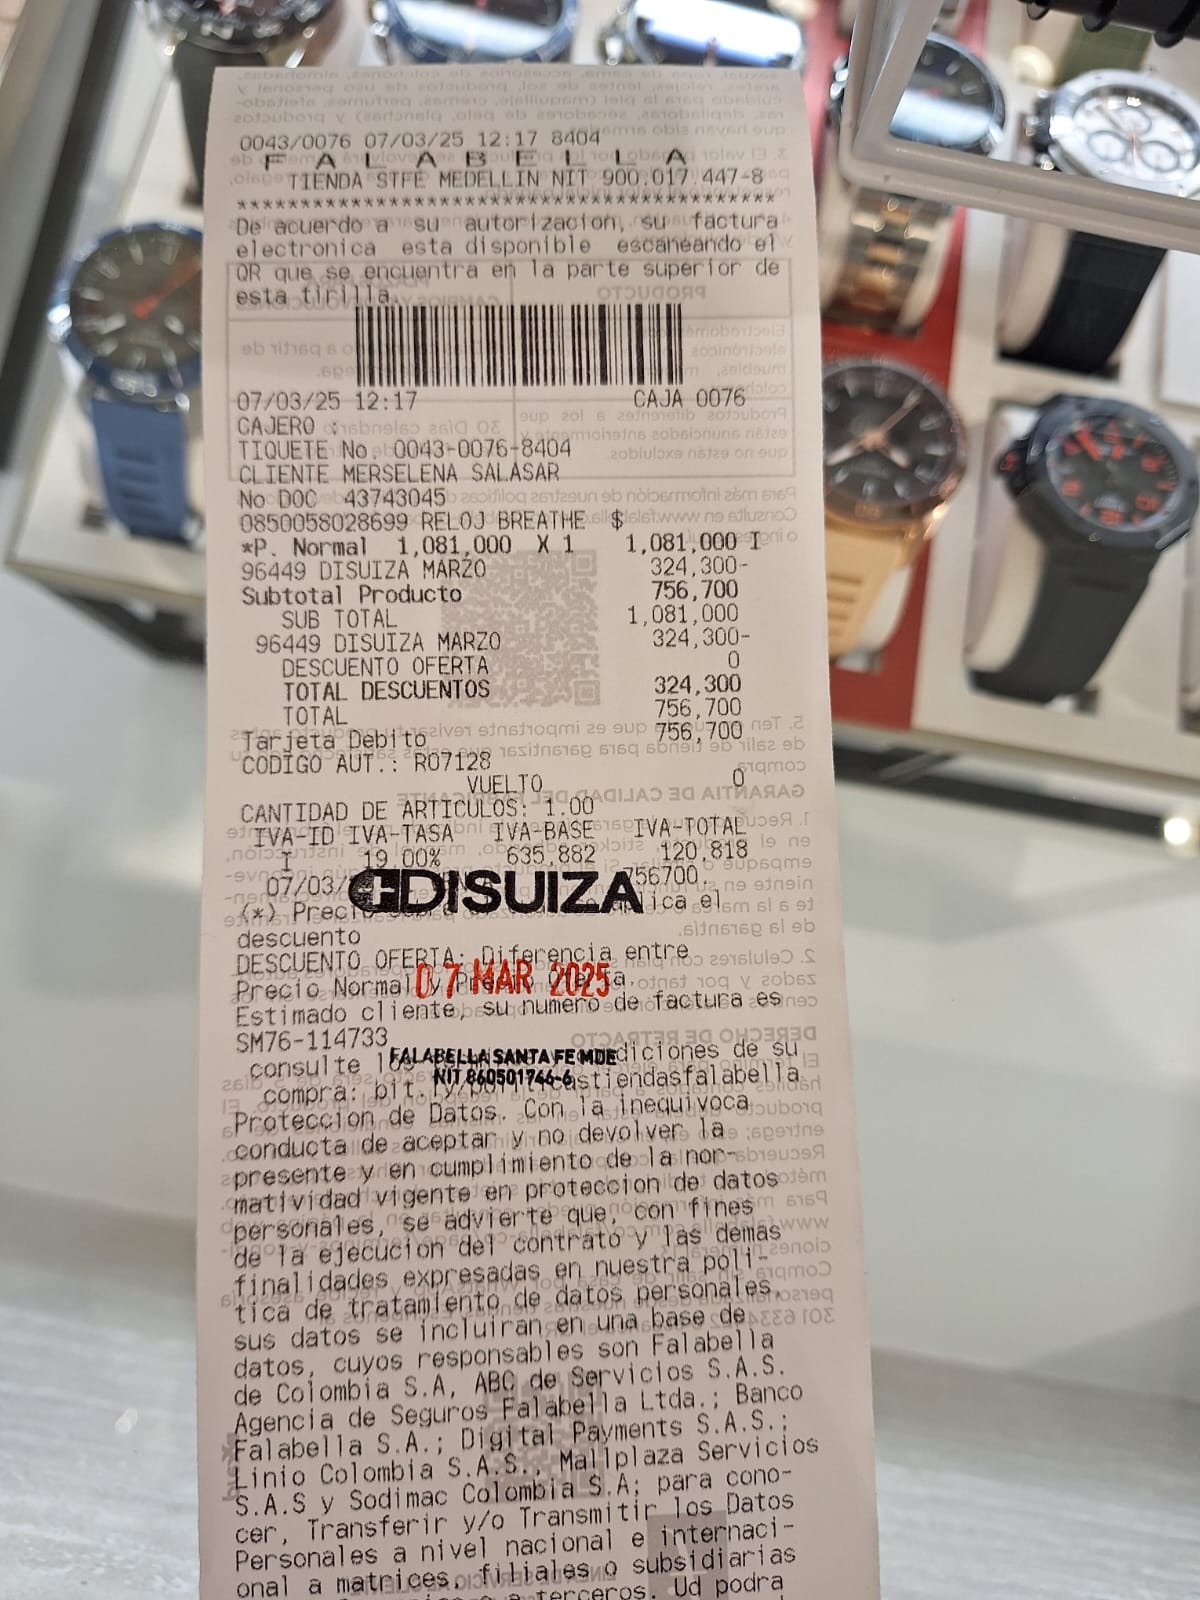 0043/0076 07/03/25 12:17 8404
F A L A B E L L A
TIENDA STFE MEDELLIN NIT 900.017.447-8
****************************************
De acuerdo a su autorizacion, su factura
electronica esta disponible escaneando el
QR que se encuentra en la parte superior de
esta tirilla.
07/03/25 12:17 CAJA 0076
CAJERO :
TIQUETE No. 0043-0076-8404
CLIENTE MERSELENA SALASAR
No DOC 43743045
0850058028699 RELOJ BREATHE $
*P. Normal 1,081,000 X 1 1,081,000 I
96449 DISUIZA MARZO 324,300-
Subtotal Producto 756,700
SUB TOTAL 1,081,000
96449 DISUIZA MARZO 324,300-
DESCUENTO OFERTA 0
TOTAL DESCUENTOS 324,300
TOTAL 756,700
Tarjeta Debito 756,700
CODIGO AUT.: R07128
VUELTO 0
CANTIDAD DE ARTICULOS: 1.00
IVA-ID IVA-TASA IVA-BASE IVA-TOTAL
I 19.00% 635,882 120,818
07/03/ 756700.
DISUIZA
(*) Precio aplica el
descuento
DESCUENTO OFERTA: Diferencia entre
Precio Normal y
07 MAR 2025
Estimado cliente, su numero de factura es
SM76-114733
consulte los diciones de su
FALABELLA SANTA FE MDE
NIT 860501746-6
compra: bit.ly/ tiendasfalabella
Proteccion de Datos. Con la inequivoca
conducta de aceptar y no devolver la
presente y en cumplimiento de la nor-
matividad vigente en proteccion de datos
personales, se advierte que, con fines
de la ejecucion del contrato y las demas
finalidades expresadas en nuestra poli-
tica de tratamiento de datos personales,
sus datos se incluiran en una base de
datos, cuyos responsables son Falabella
de Colombia S.A, ABC de Servicios S.A.S.
Agencia de Seguros Falabella Ltda.; Banco
Falabella S.A.; Digital Payments S.A.S.;
Linio Colombia S.A.S., Mallplaza Servicios
S.A.S y Sodimac Colombia S.A; para cono-
cer, Transferir y/o Transmitir los Datos
Personales a nivel nacional e internaci-
onal a matrices, filiales o subsidiarias
a terceros. Ud podra